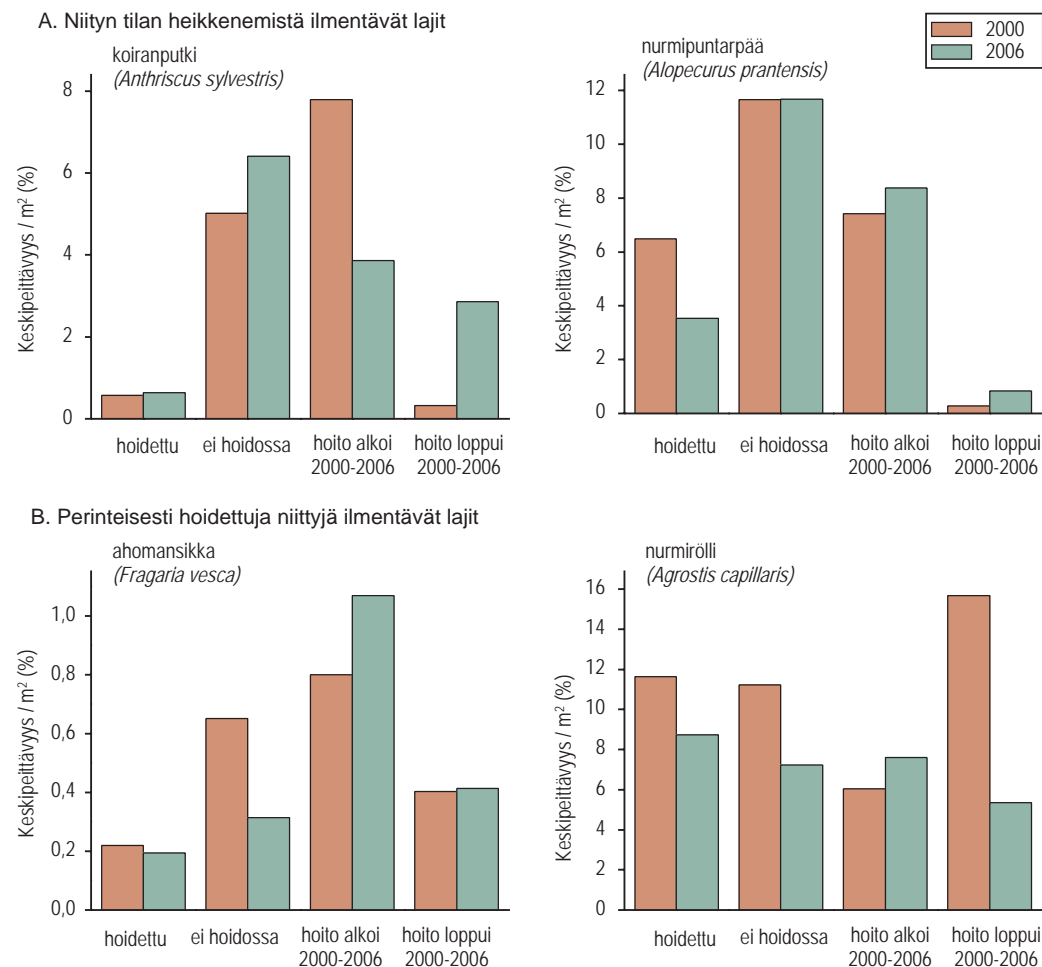 A. Niityn tilan heikkenemistä ilmentävät lajit
2000
2006
koiranputki
(Anthriscus sylvestris)
Keskipeittävyys / m² (%)
8
6
4
2
0
hoidettu
ei hoidossa
hoito alkoi
2000-2006
hoito loppui
2000-2006
nurmipuntarpää
(Alopecurus prantensis)
Keskipeittävyys / m² (%)
12
10
8
6
4
2
0
hoidettu
ei hoidossa
hoito alkoi
2000-2006
hoito loppui
2000-2006
B. Perinteisesti hoidettuja niittyjä ilmentävät lajit
ahomansikka
(Fragaria vesca)
Keskipeittävyys / m² (%)
1,0
0,8
0,6
0,4
0,2
0,0
hoidettu
ei hoidossa
hoito alkoi
2000-2006
hoito loppui
2000-2006
nurmirölli
(Agrostis capillaris)
Keskipeittävyys / m² (%)
16
14
12
10
8
6
4
2
0
hoidettu
ei hoidossa
hoito alkoi
2000-2006
hoito loppui
2000-2006